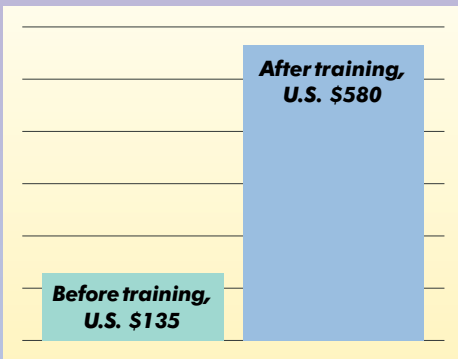 After training,
U.S. $580
Before training,
U.S. $135